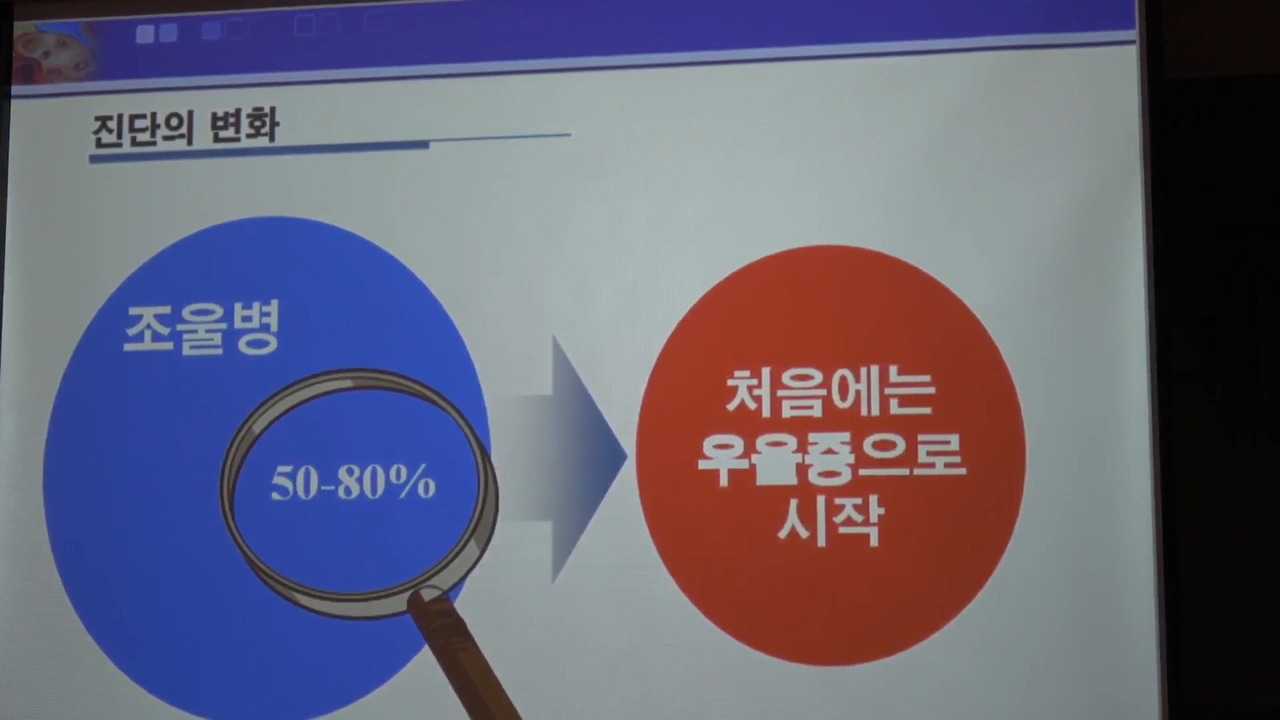 진단의 변화
조울병
50-80%
처음에는
우울증으로
시작